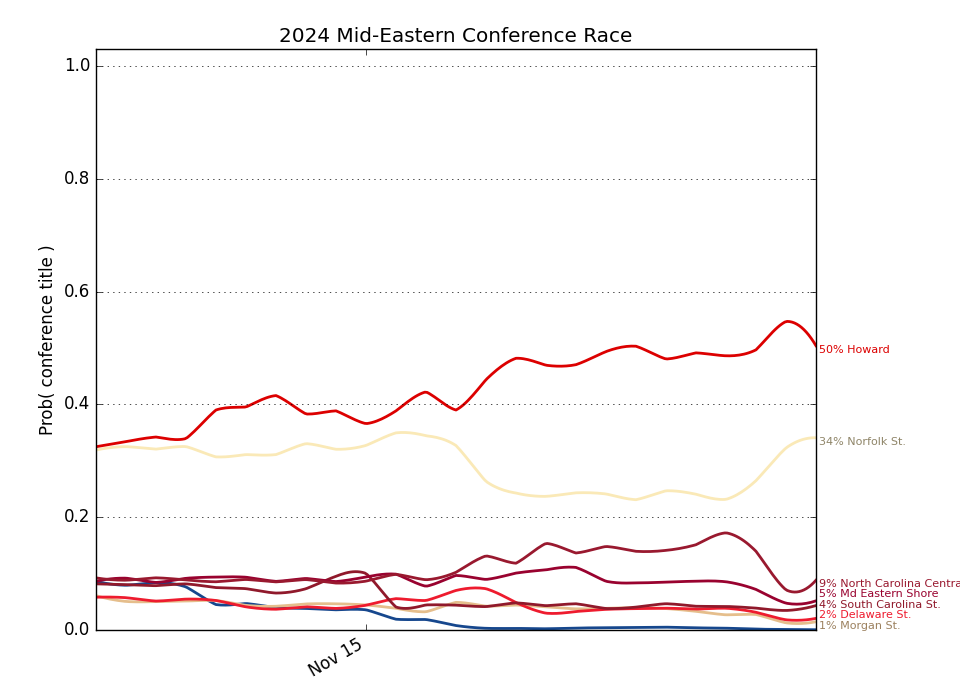 2024 Mid-Eastern Conference Race
1.0
0.8
0.6
0.4
0.2
0.0
Prob( conference title )
Nov 15
50% Howard
34% Norfolk St.
9% North Carolina Centra
5% Md Eastern Shore
4% South Carolina St.
2% Delaware St.
1% Morgan St.